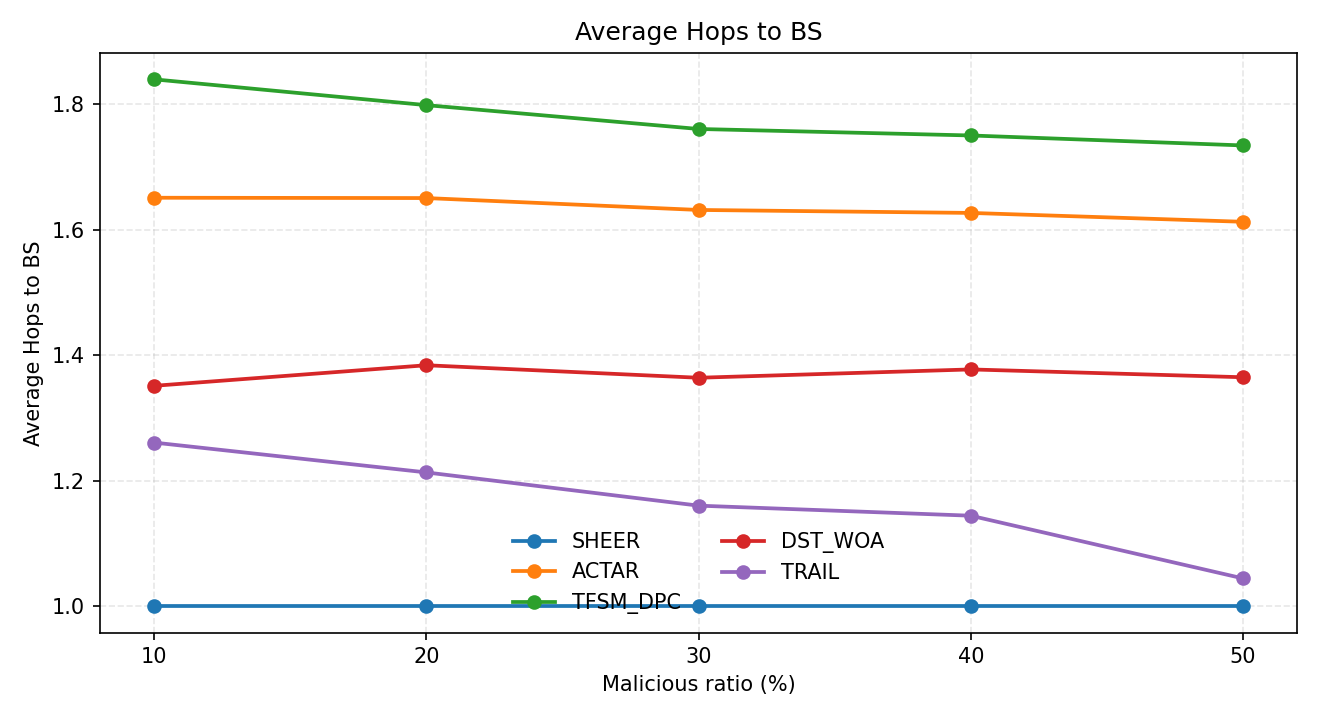 Average Hops to BS
Average Hops to BS
1.8
1.6
1.4
1.2
1.0
SHEER
ACTAR
TFSM_DPC
DST_WOA
TRAIL
10 20 30 40 50
Malicious ratio (%)